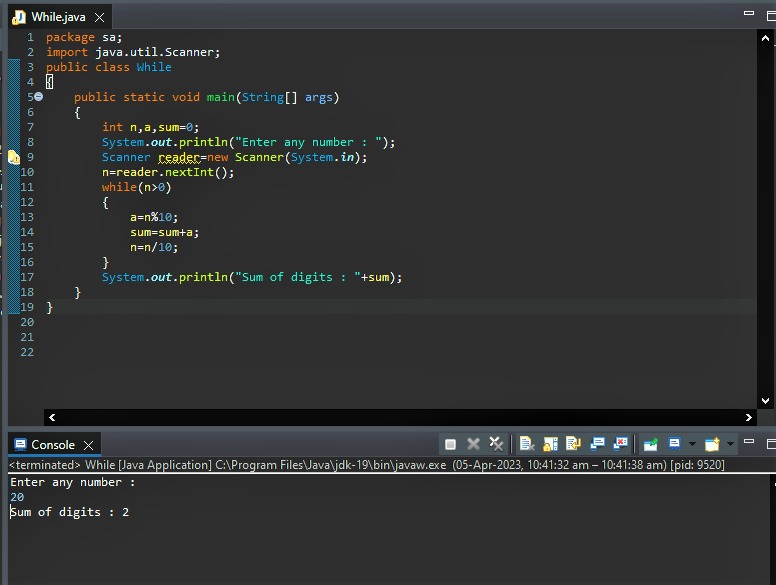 While.java
1 package sa;
2 import java.util.Scanner;
3 public class While
4 {
5 public static void main(String[] args)
6 {
7 int n,a,sum=0;
8 System.out.println("Enter any number : ");
9 Scanner reader=new Scanner(System.in);
10 n=reader.nextInt();
11 while(n>0)
12 {
13 a=n%10;
14 sum=sum+a;
15 n=n/10;
16 }
17 System.out.println("Sum of digits : "+sum);
18 }
19 }
20
21
22
Console
<terminated> While [Java Application] C:\Program Files\Java\jdk-19\bin\javaw.exe (05-Apr-2023, 10:41:32 am – 10:41:38 am) [pid: 9520]
Enter any number :
20
Sum of digits : 2